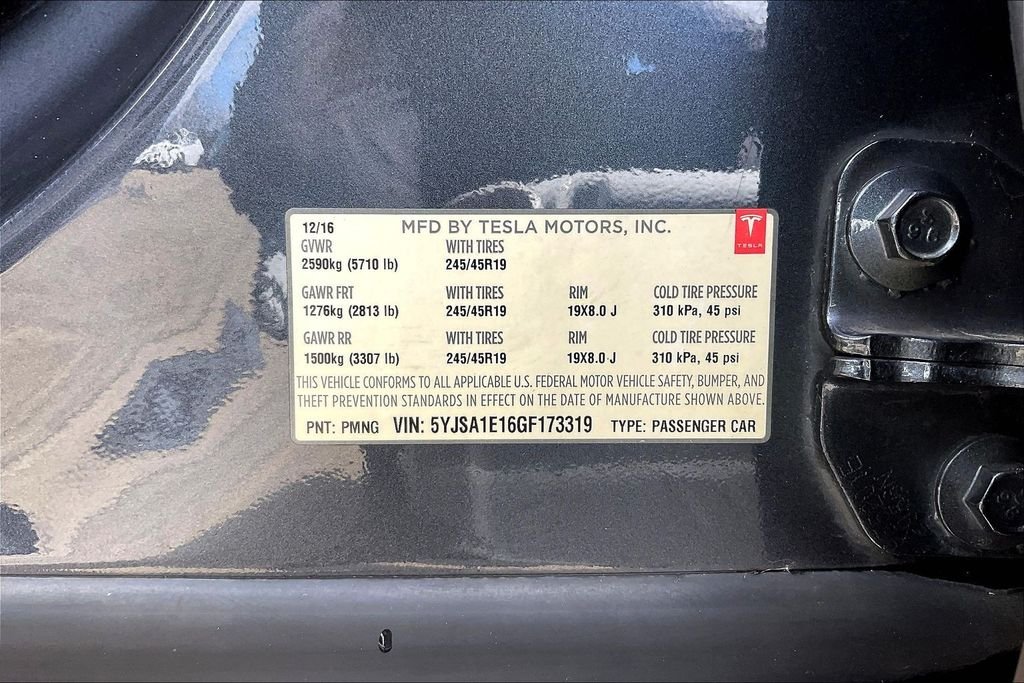 12/16 MFD BY TESLA MOTORS, INC.
TESLA
GVWR WITH TIRES
2590kg (5710 lb) 245/45R19
GAWR FRT WITH TIRES RIM COLD TIRE PRESSURE
1276kg (2813 lb) 245/45R19 19X8.0 J 310 kPa, 45 psi
GAWR RR WITH TIRES RIM COLD TIRE PRESSURE
1500kg (3307 lb) 245/45R19 19X8.0 J 310 kPa, 45 psi
THIS VEHICLE CONFORMS TO ALL APPLICABLE U.S. FEDERAL MOTOR VEHICLE SAFETY, BUMPER, AND
THEFT PREVENTION STANDARDS IN EFFECT ON THE DATE OF MANUFACTURE SHOWN ABOVE.
PNT: PMNG VIN: 5YJSA1E16GF173319 TYPE: PASSENGER CAR